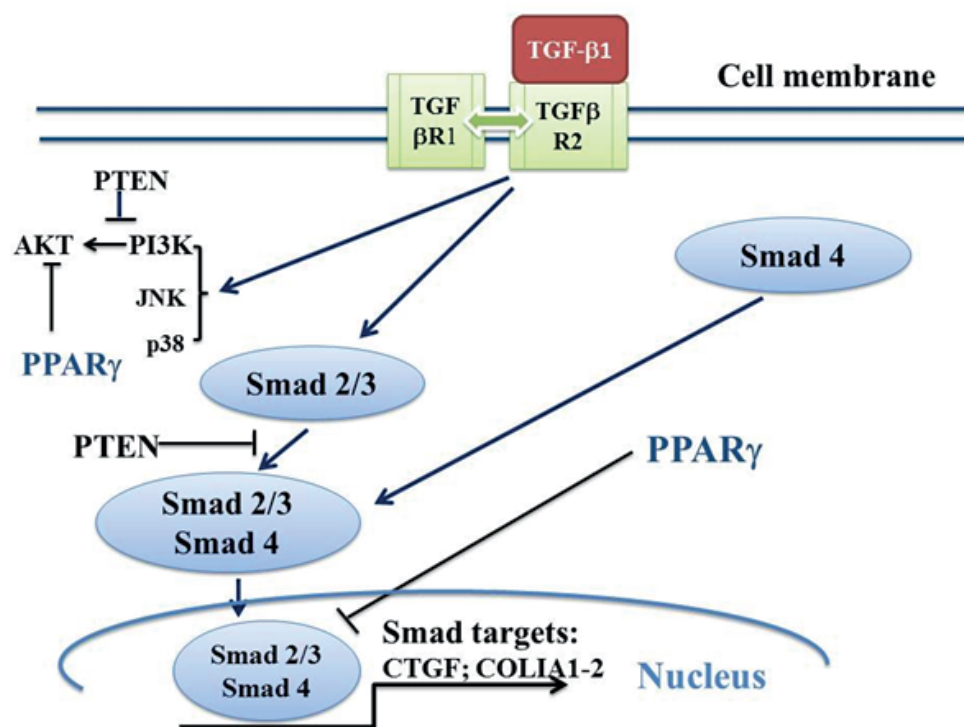 TGF-β1
Cell membrane
TGF
βR1
TGFβ
R2
PTEN
AKT
PI3K
JNK
p38
PPARγ
Smad 4
Smad 2/3
PTEN
PPARγ
Smad 2/3
Smad 4
Smad targets:
CTGF; COLIA1-2
Smad 2/3
Smad 4
Nucleus